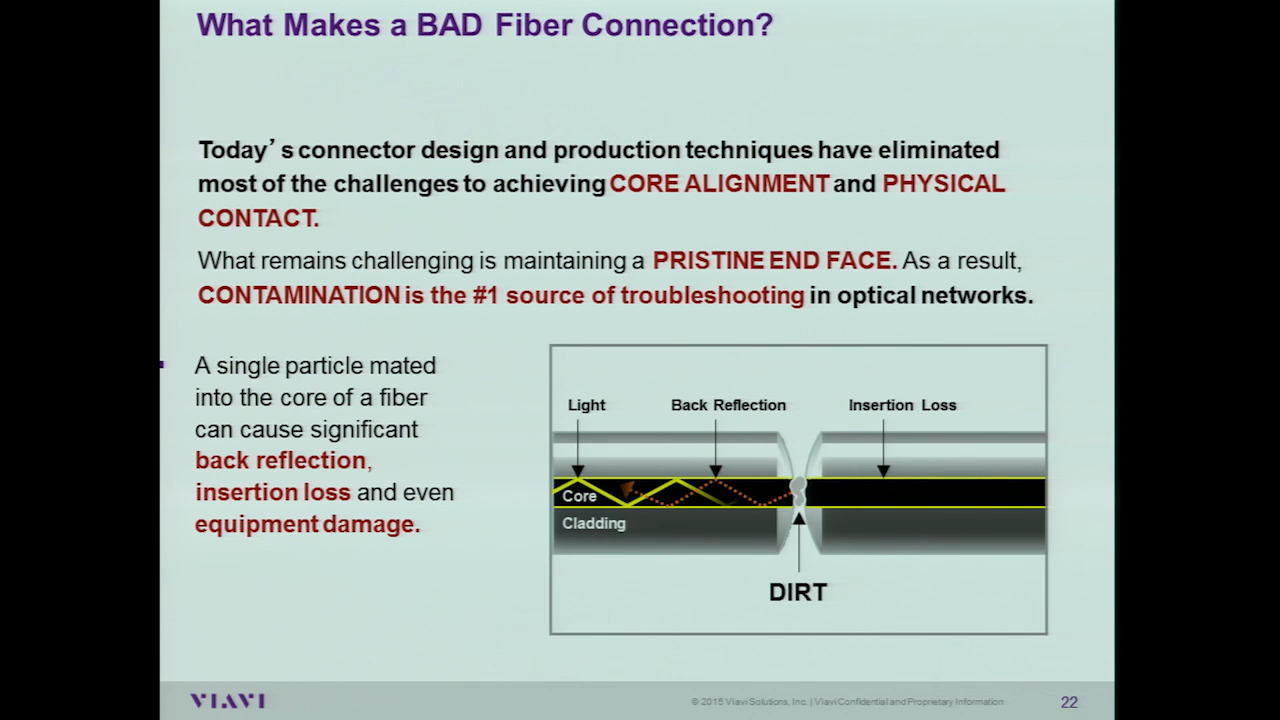 What Makes a BAD Fiber Connection?
Today's connector design and production techniques have eliminated
most of the challenges to achieving CORE ALIGNMENT and PHYSICAL
CONTACT.
What remains challenging is maintaining a PRISTINE END FACE. As a result,
CONTAMINATION is the #1 source of troubleshooting in optical networks.
A single particle mated
into the core of a fiber
can cause significant
back reflection,
insertion loss and even
equipment damage.
Light Back Reflection Insertion Loss
Core
Cladding
DIRT
VIAVI © 2015 Viavi Solutions, Inc. | Viavi Confidential and Proprietary Information 22